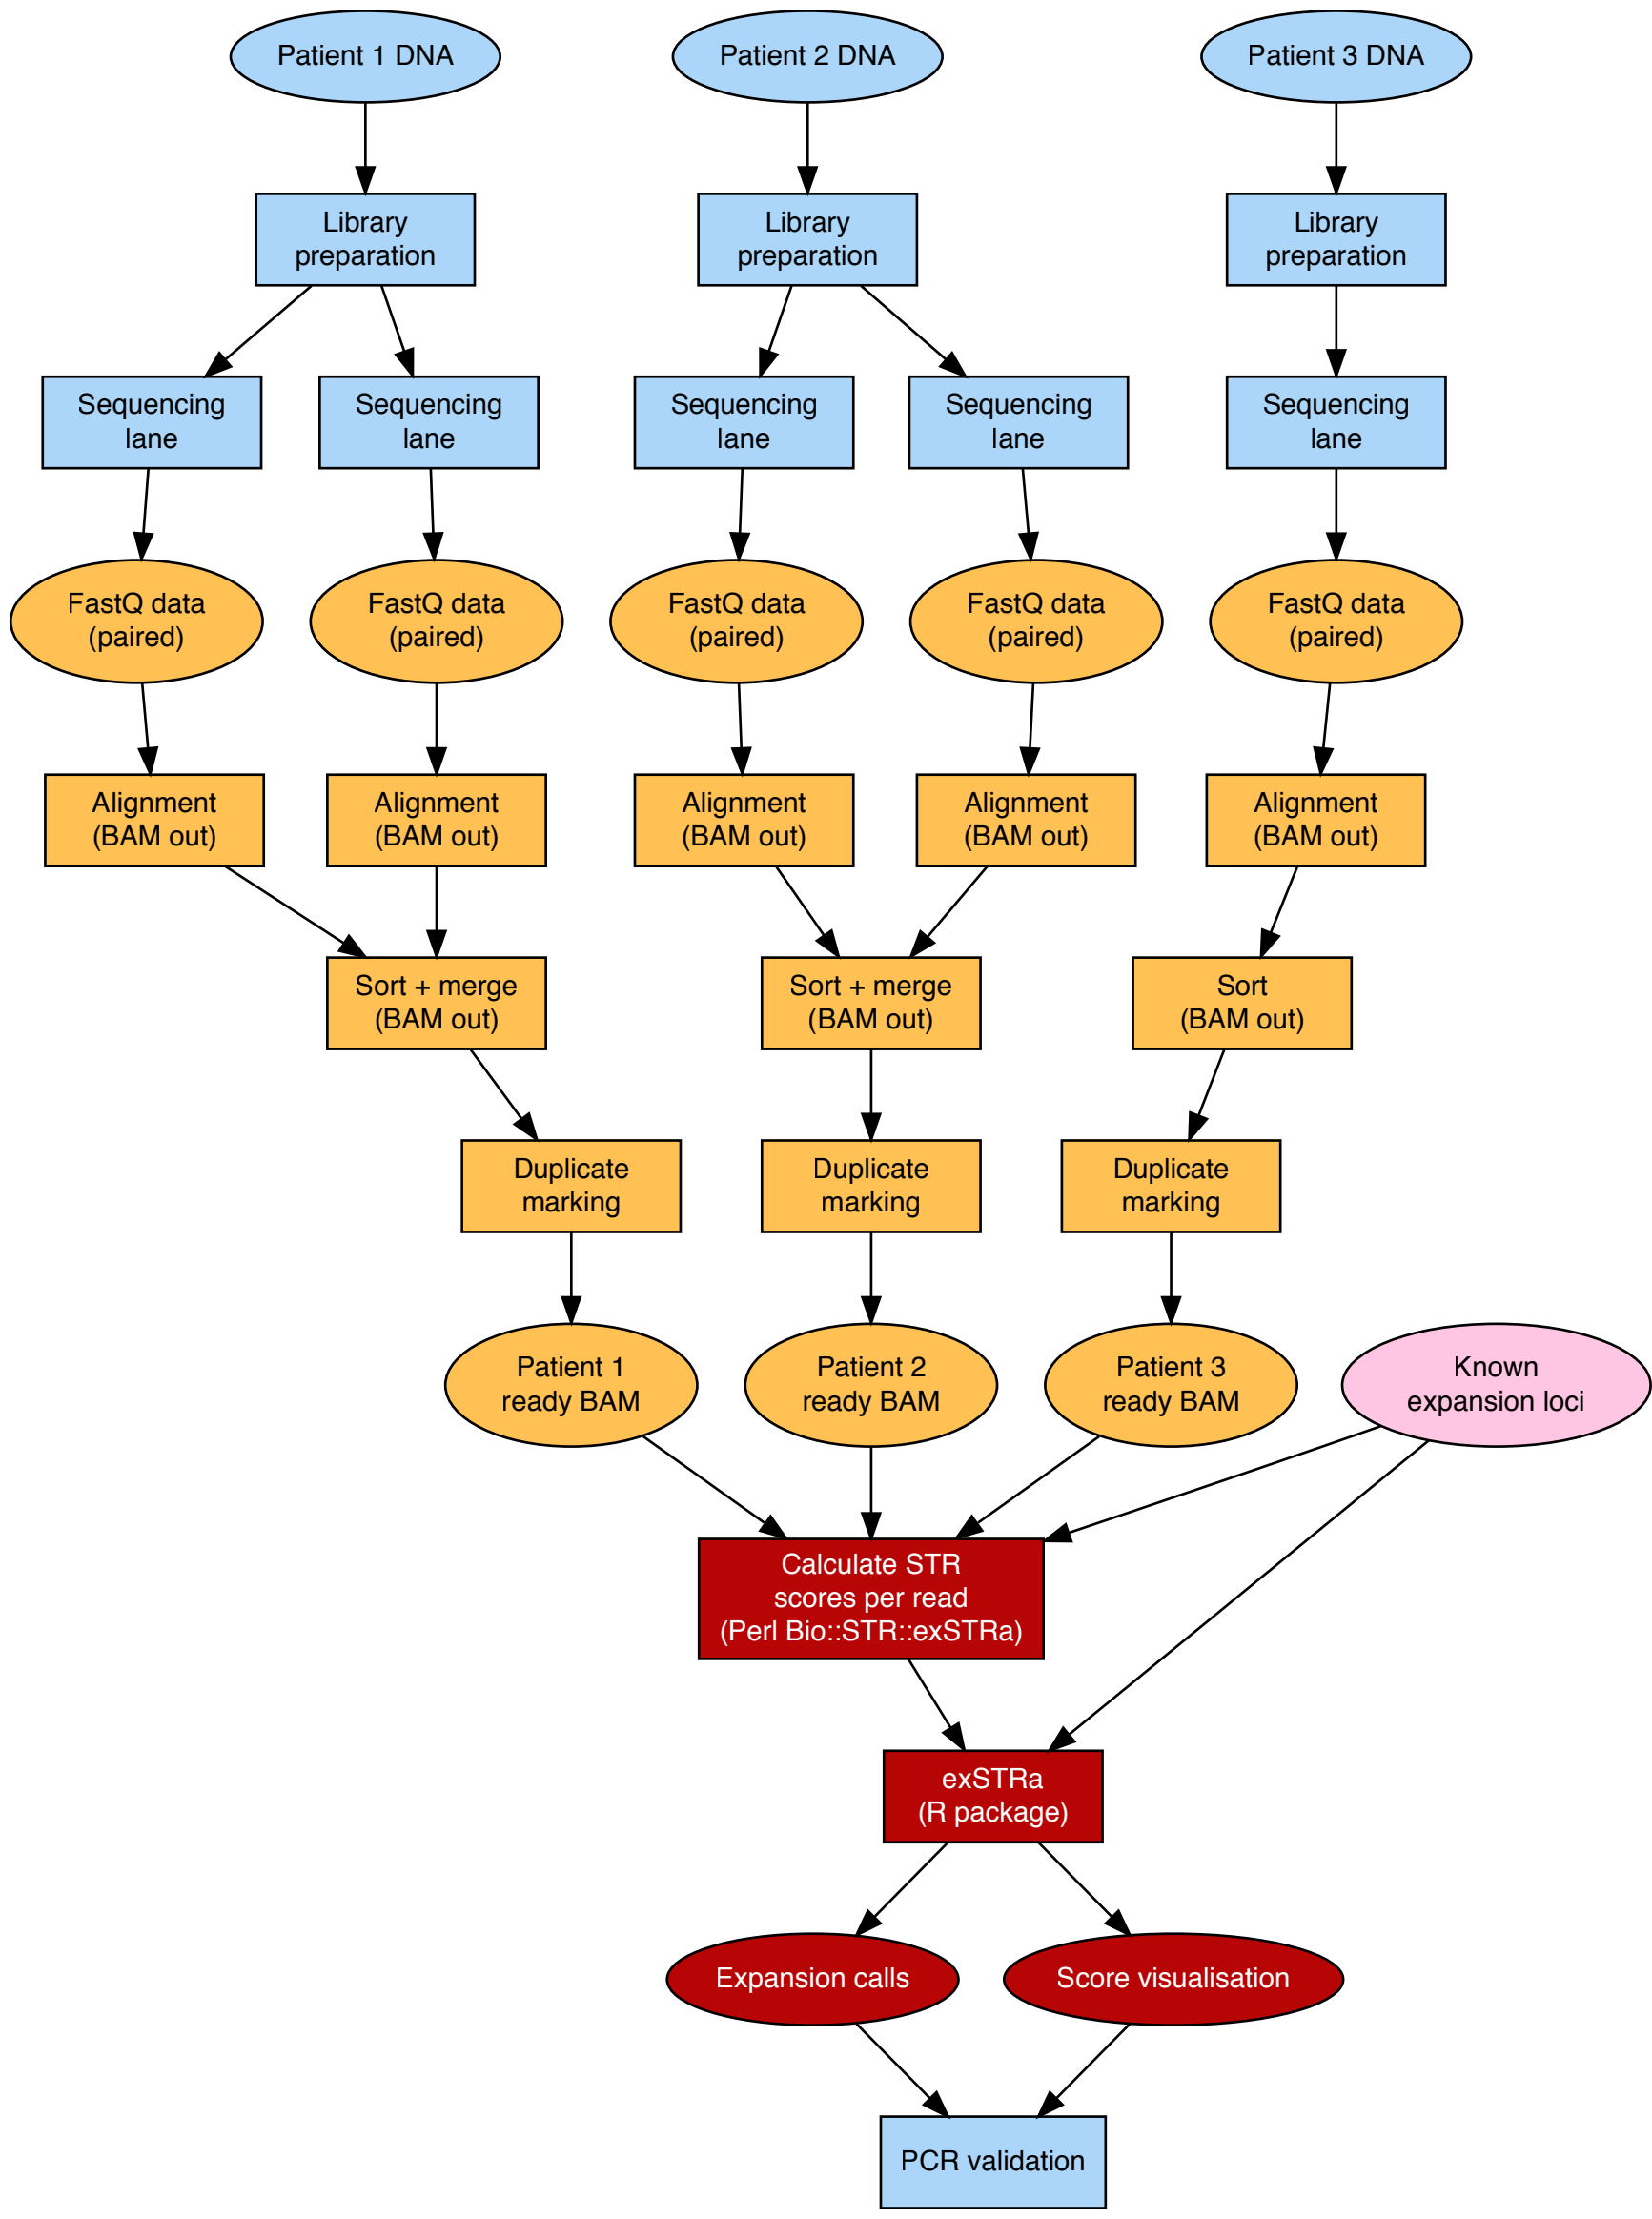 Patient 1 DNA
Patient 2 DNA
Patient 3 DNA
Library
preparation
Library
preparation
Library
preparation
Sequencing
lane
Sequencing
lane
Sequencing
lane
Sequencing
lane
Sequencing
lane
FastQ data
(paired)
FastQ data
(paired)
FastQ data
(paired)
FastQ data
(paired)
FastQ data
(paired)
Alignment
(BAM out)
Alignment
(BAM out)
Alignment
(BAM out)
Alignment
(BAM out)
Alignment
(BAM out)
Sort + merge
(BAM out)
Sort + merge
(BAM out)
Sort
(BAM out)
Duplicate
marking
Duplicate
marking
Duplicate
marking
Patient 1
ready BAM
Patient 2
ready BAM
Patient 3
ready BAM
Known
expansion loci
Calculate STR
scores per read
(Perl Bio::STR::exSTRa)
exSTRa
(R package)
Expansion calls
Score visualisation
PCR validation